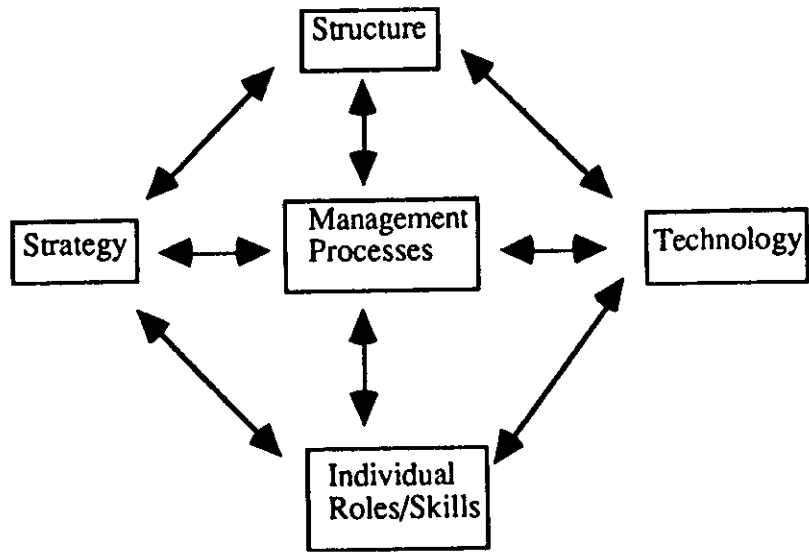 Structure
Management
Processes
Strategy
Technology
Individual
Roles/Skills